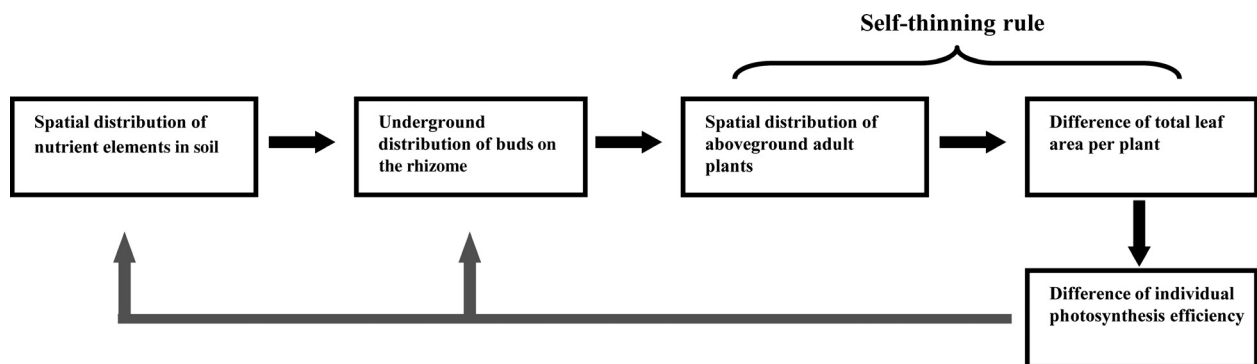 Self-thinning rule
Spatial distribution of
nutrient elements in soil
Underground
distribution of buds on
the rhizome
Spatial distribution of
aboveground adult
plants
Difference of total leaf
area per plant
Difference of individual
photosynthesis efficiency